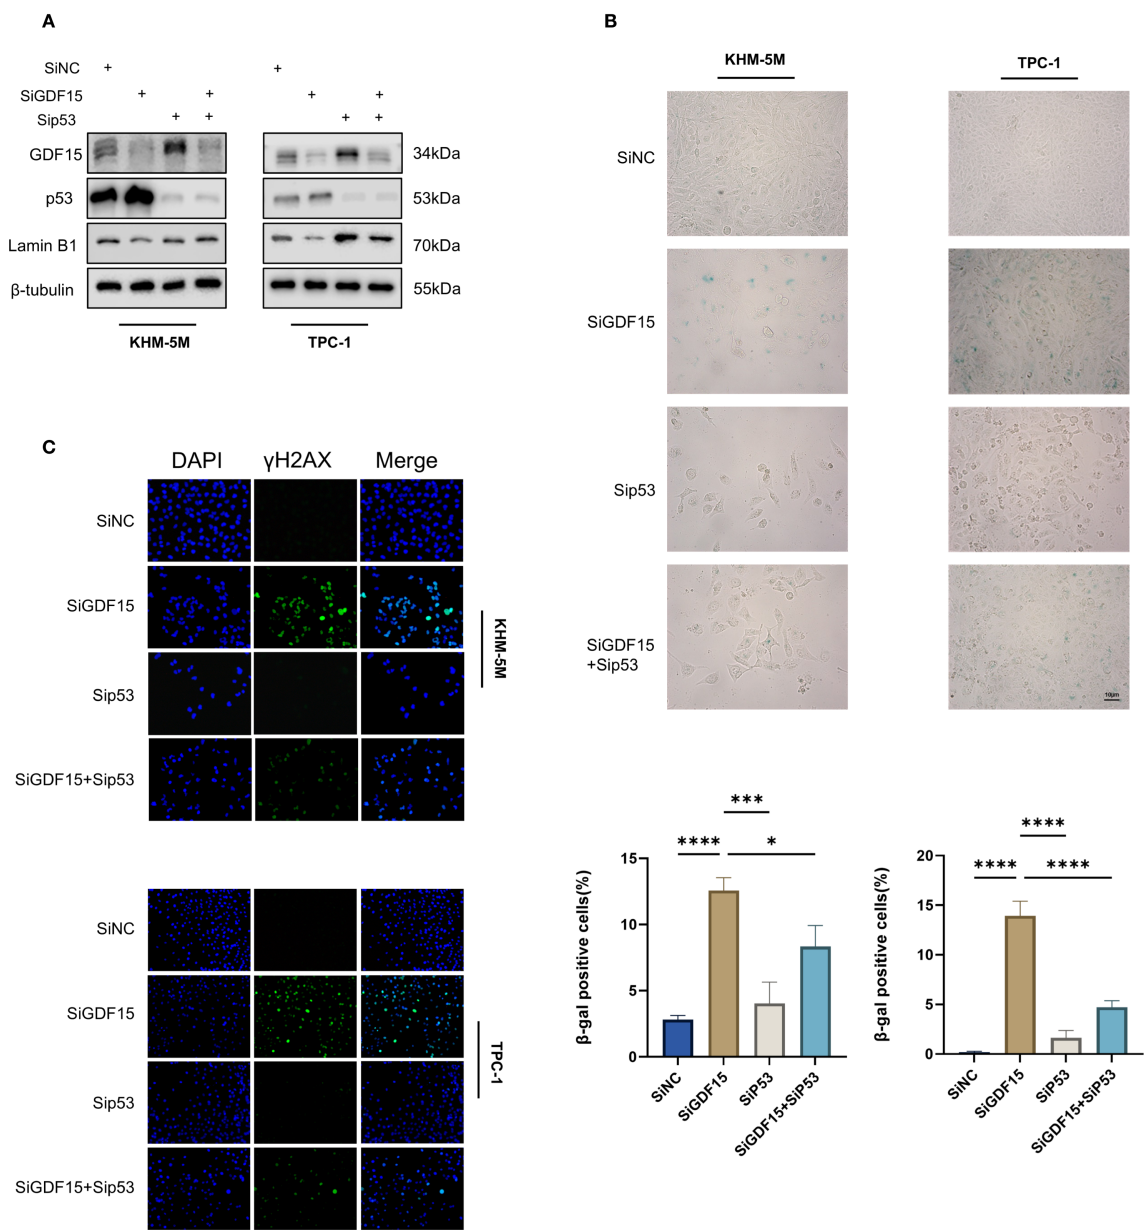 A
SiNC + +
SiGDF15 + + + +
Sip53 + + + +
GDF15 34kDa
p53 53kDa
Lamin B1 70kDa
β-tubulin 55kDa
KHM-5M TPC-1
B
KHM-5M TPC-1
SiNC
SiGDF15
Sip53
SiGDF15
+Sip53
10μm
β-gal positive cells(%)
15
10
5
0
****
***
*
SiNC
SiGDF15
SiP53
SiGDF15+SiP53
β-gal positive cells(%)
20
15
10
5
0
****
****
****
SiNC
SiGDF15
SiP53
SiGDF15+SiP53
C
DAPI γH2AX Merge
SiNC
SiGDF15
Sip53
SiGDF15+Sip53
KHM-5M
SiNC
SiGDF15
Sip53
SiGDF15+Sip53
TPC-1